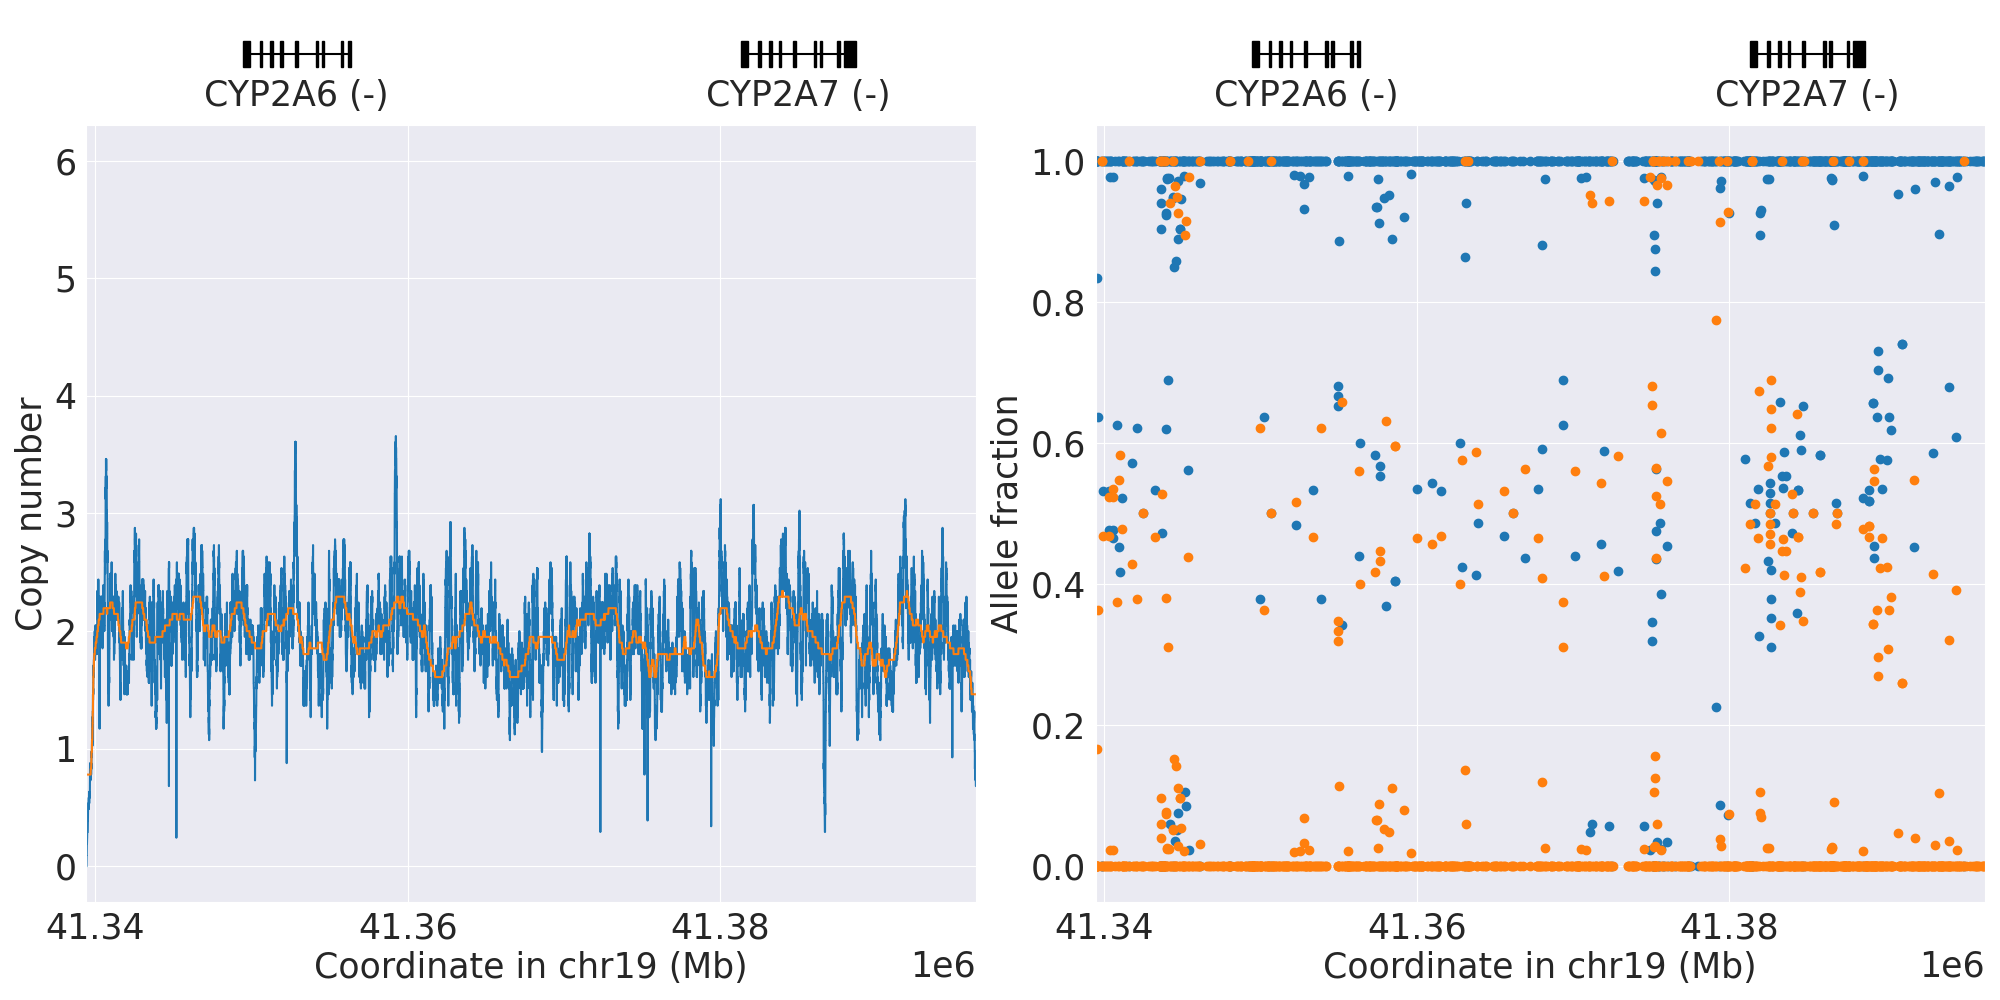 CYP2A6 (-)
CYP2A7 (-)
6
5
4
3
2
1
0
Copy number
41.34
41.36
41.38
Coordinate in chr19 (Mb)
1e6
CYP2A6 (-)
CYP2A7 (-)
1.0
0.8
0.6
0.4
0.2
0.0
Allele fraction
41.34
41.36
41.38
Coordinate in chr19 (Mb)
1e6